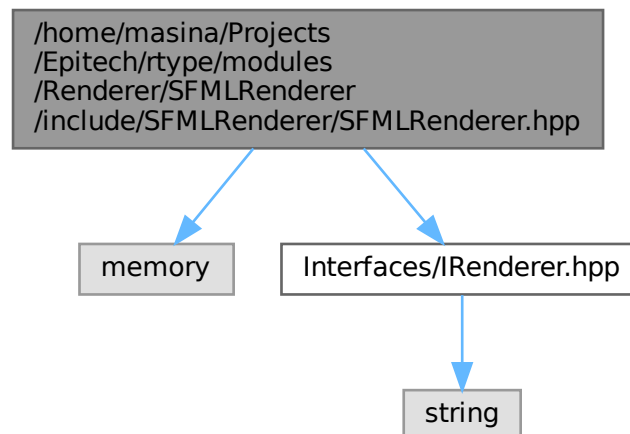 /home/masina/Projects
/Epitech/rtype/modules
/Renderer/SFMLRenderer
/include/SFMLRenderer/SFMLRenderer.hpp
memory
Interfaces/IRenderer.hpp
string